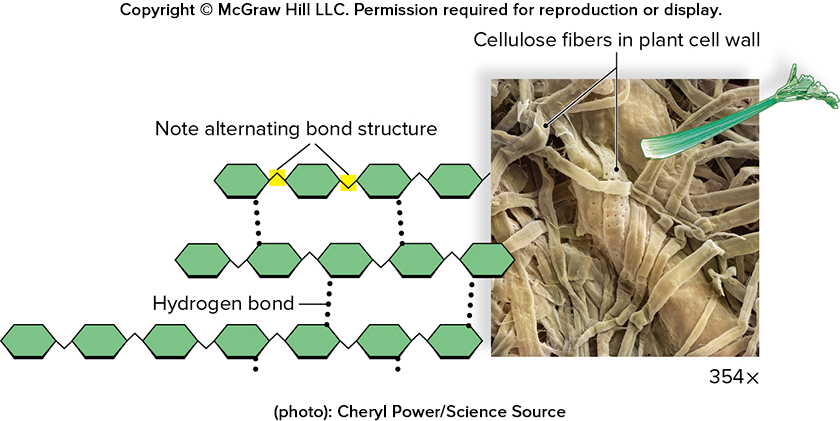 Copyright © McGraw Hill LLC. Permission required for reproduction or display.
Cellulose fibers in plant cell wall
Note alternating bond structure
Hydrogen bond
354×
(photo): Cheryl Power/Science Source